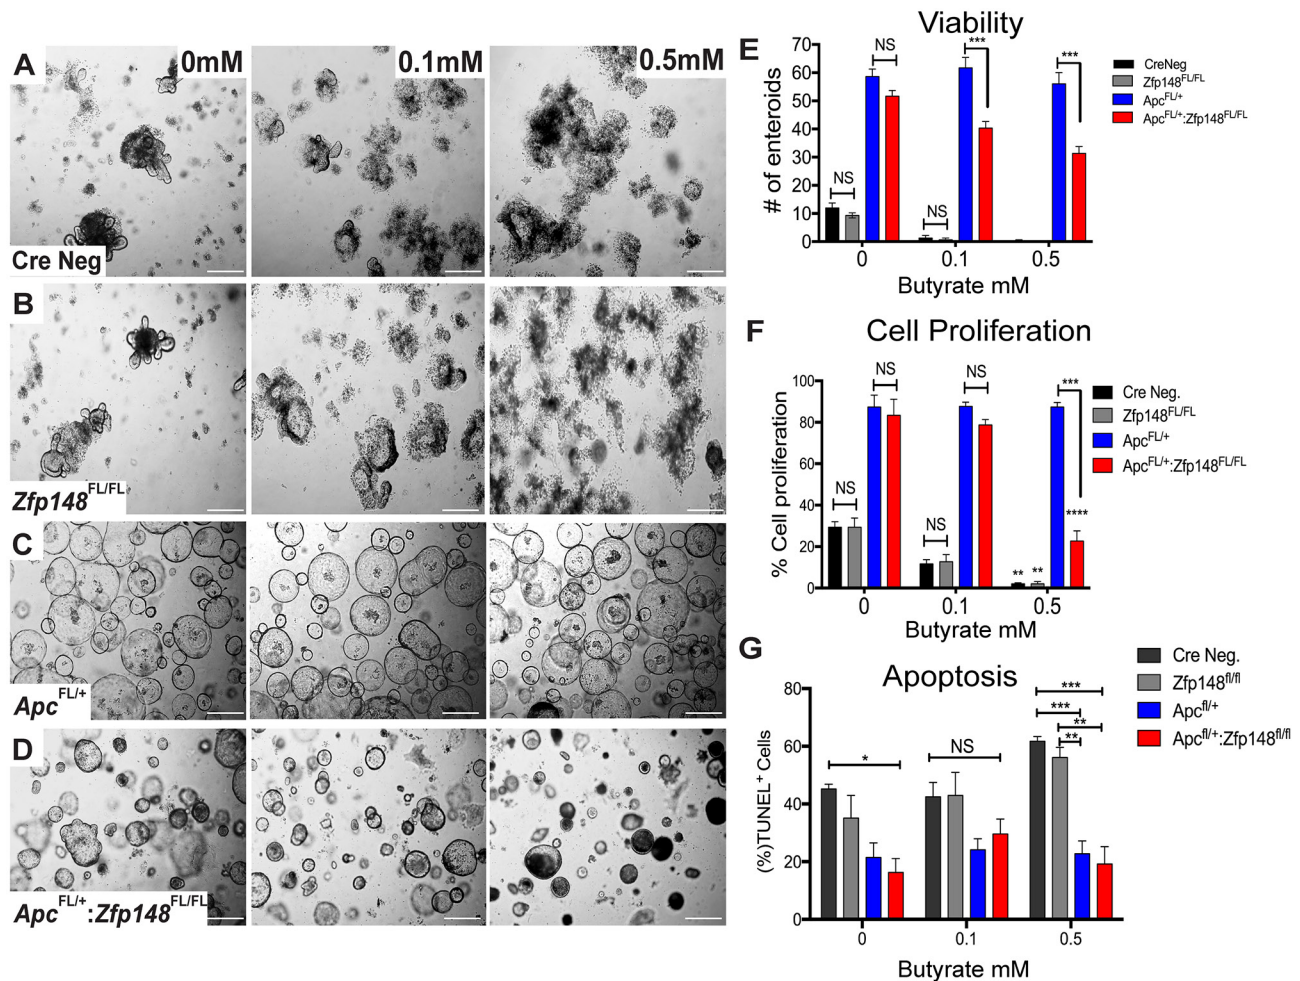 A
0mM
0.1mM
0.5mM
Cre Neg
B
Zfp148FL/FL
C
ApcFL/+
D
ApcFL/+:Zfp148FL/FL
E
Viability
# of enteroids
70
60
50
40
30
20
10
0
NS
NS
NS
***
***
0
0.1
0.5
Butyrate mM
CreNeg
Zfp148FL/FL
ApcFL/+
ApcFL/+:Zfp148FL/FL
F
Cell Proliferation
% Cell proliferation
100
80
60
40
20
0
NS
NS
NS
NS
**
**
***
****
0
0.1
0.5
Butyrate mM
Cre Neg.
Zfp148FL/FL
ApcFL/+
ApcFL/+:Zfp148FL/FL
G
Apoptosis
(%)TUNEL+ Cells
80
60
40
20
0
*
NS
***
***
**
**
0
0.1
0.5
Butyrate mM
Cre Neg.
Zfp148fl/fl
Apcfl/+
Apcfl/+:Zfp148fl/fl